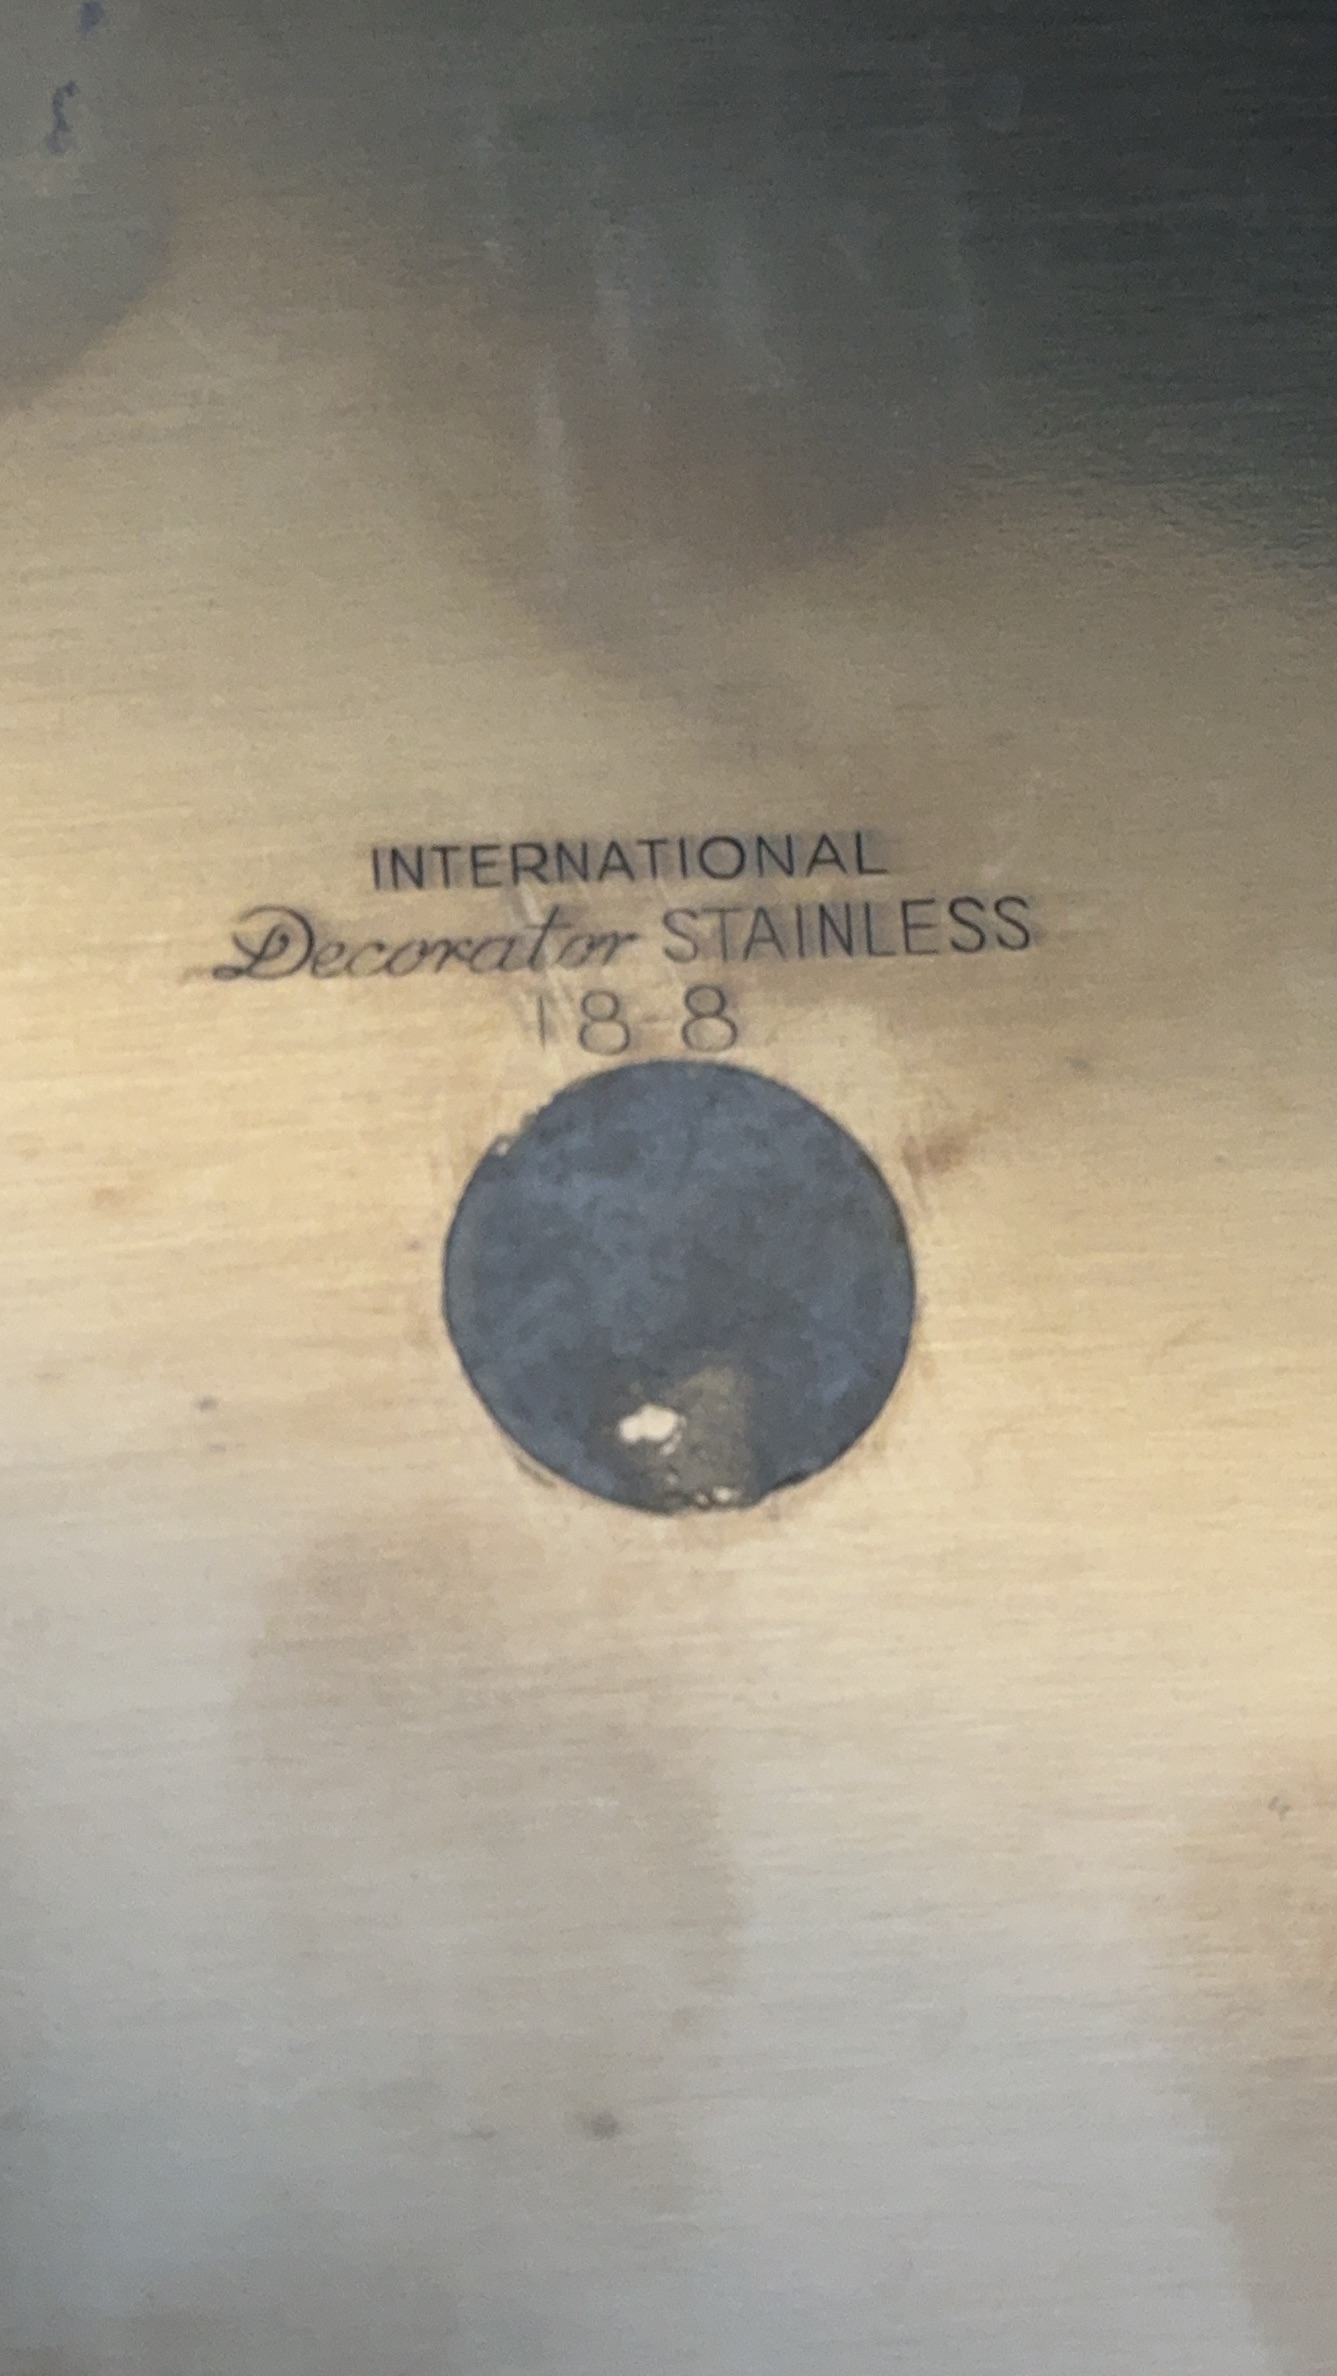 INTERNATIONAL
Decorator STAINLESS
18-8